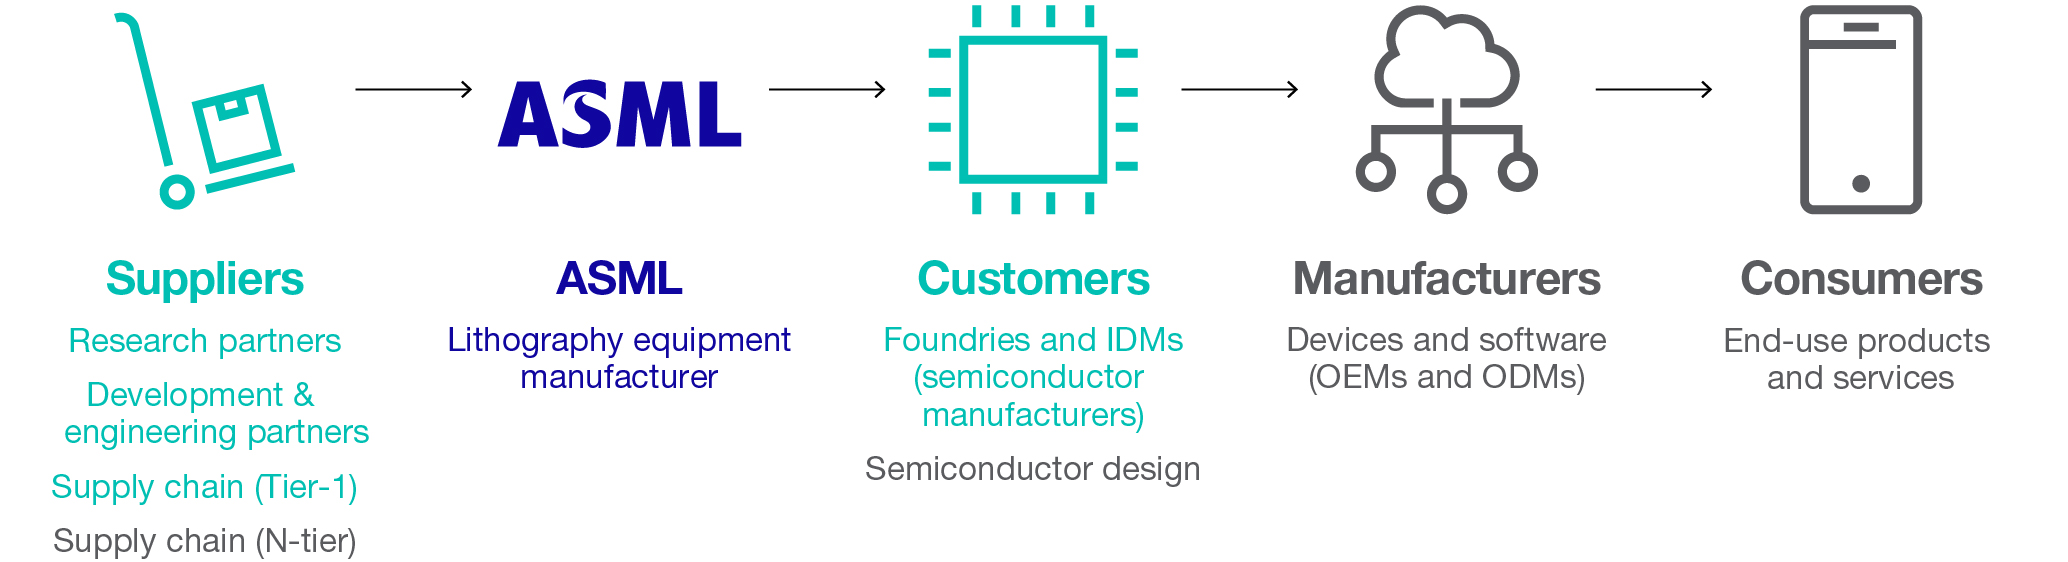 ASML
Suppliers
Research partners
Development &
engineering partners
Supply chain (Tier-1)
Supply chain (N-tier)
ASML
Lithography equipment
manufacturer
Customers
Foundries and IDMs
(semiconductor
manufacturers)
Semiconductor design
Manufacturers
Devices and software
(OEMs and ODMs)
Consumers
End-use products
and services